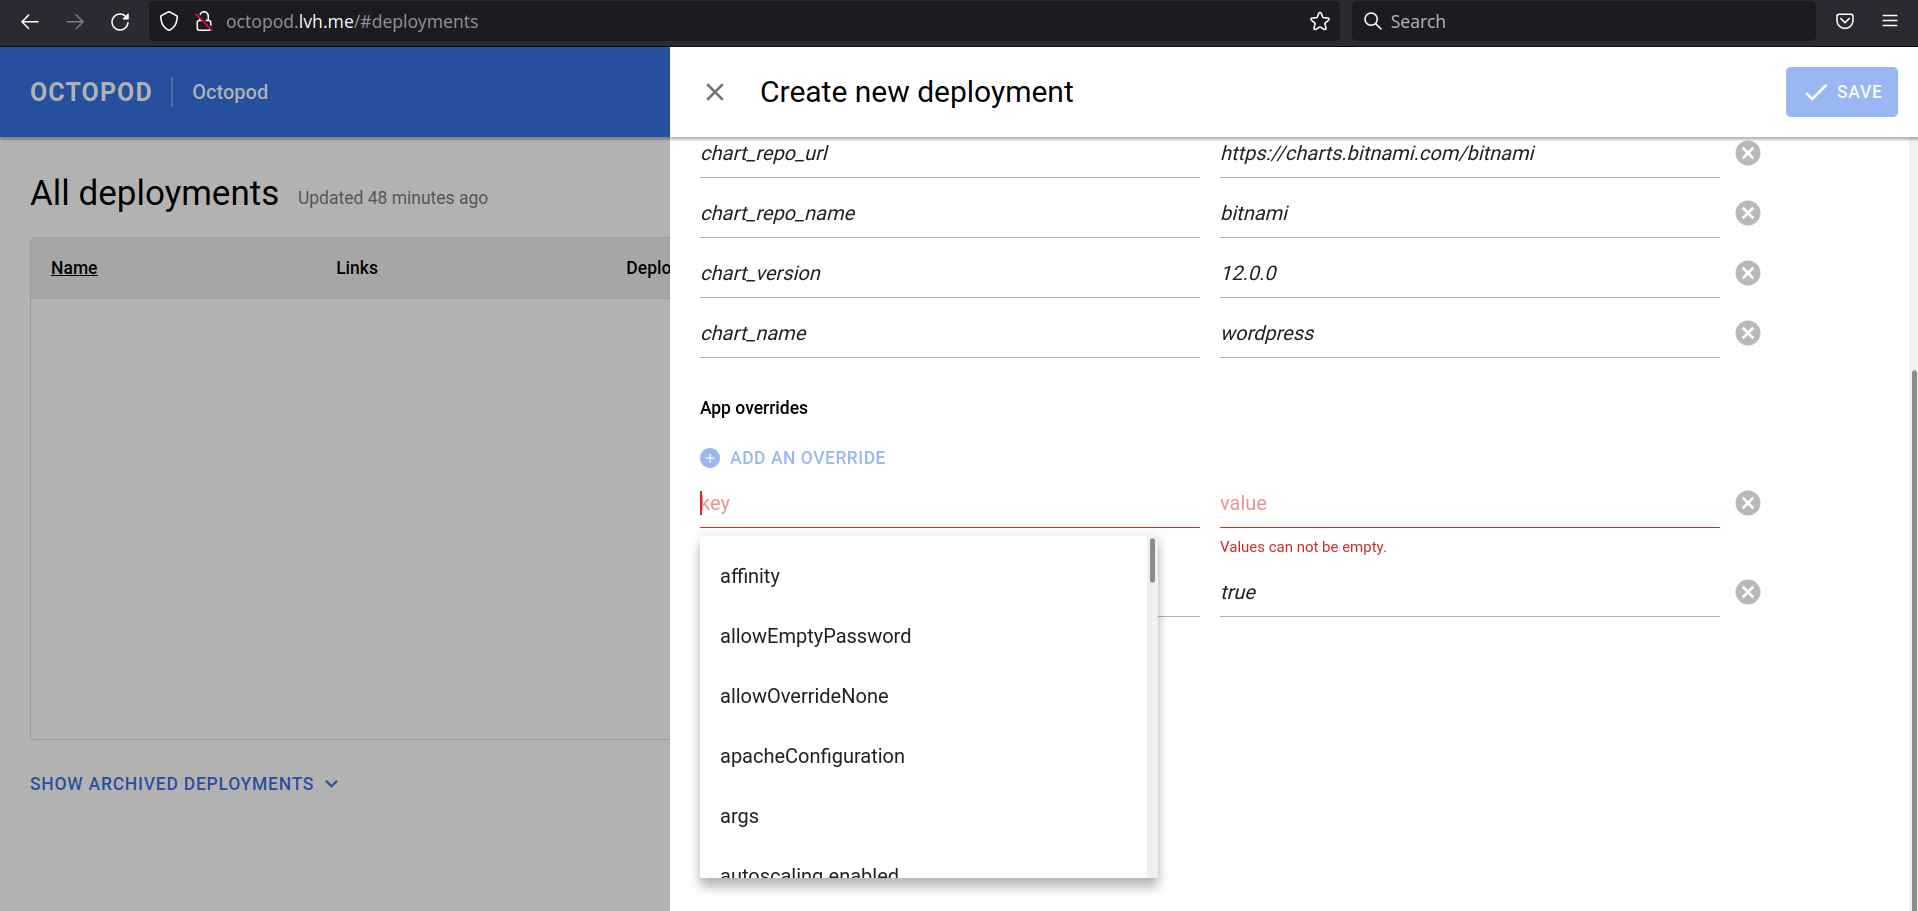 octopod.lvh.me/#deployments
Search
OCTOPOD
Octopod
Create new deployment
SAVE
All deployments Updated 48 minutes ago
Name Links Deplo
SHOW ARCHIVED DEPLOYMENTS
chart_repo_url https://charts.bitnami.com/bitnami
chart_repo_name bitnami
chart_version 12.0.0
chart_name wordpress
App overrides
ADD AN OVERRIDE
key value
Values can not be empty.
true
affinity
allowEmptyPassword
allowOverrideNone
apacheConfiguration
args
autoscaling.enabled